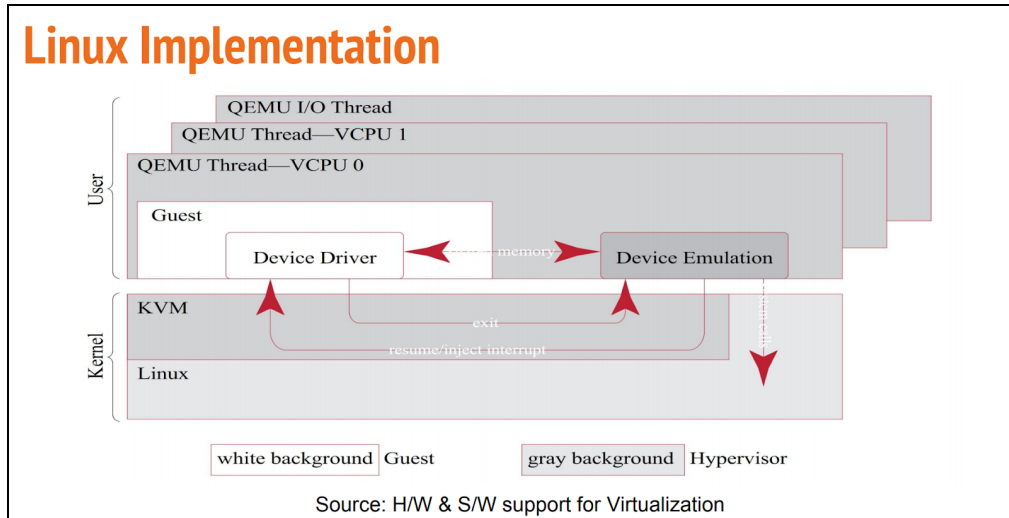 Linux Implementation
QEMU I/O Thread
QEMU Thread—VCPU 1
QEMU Thread—VCPU 0
User
Guest
Device Driver
memory
Device Emulation
Kernel
KVM
exit
resume/inject interrupt
Linux
white background Guest
gray background Hypervisor
Source: H/W & S/W support for Virtualization